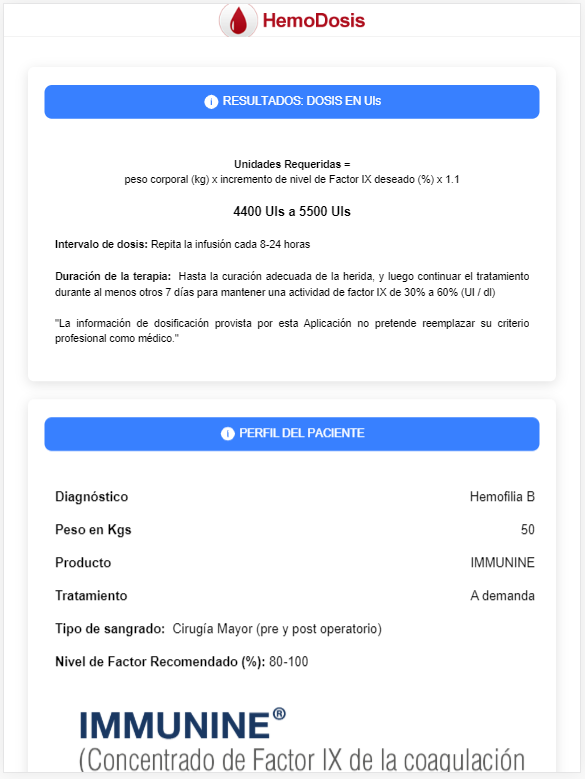 HemoDosis
RESULTADOS: DOSIS EN UIs
Unidades Requeridas =
peso corporal (kg) x incremento de nivel de Factor IX deseado (%) x 1.1
4400 UIs a 5500 UIs
Intervalo de dosis: Repita la infusión cada 8-24 horas
Duración de la terapia: Hasta la curación adecuada de la herida, y luego continuar el tratamiento
durante al menos otros 7 días para mantener una actividad de factor IX de 30% a 60% (UI / dl)
"La información de dosificación provista por esta Aplicación no pretende reemplazar su criterio
profesional como médico."
PERFIL DEL PACIENTE
Diagnóstico Hemofilia B
Peso en Kgs 50
Producto IMMUNINE
Tratamiento A demanda
Tipo de sangrado: Cirugía Mayor (pre y post operatorio)
Nivel de Factor Recomendado (%): 80-100
IMMUNINE®
(Concentrado de Factor IX de la coagulación